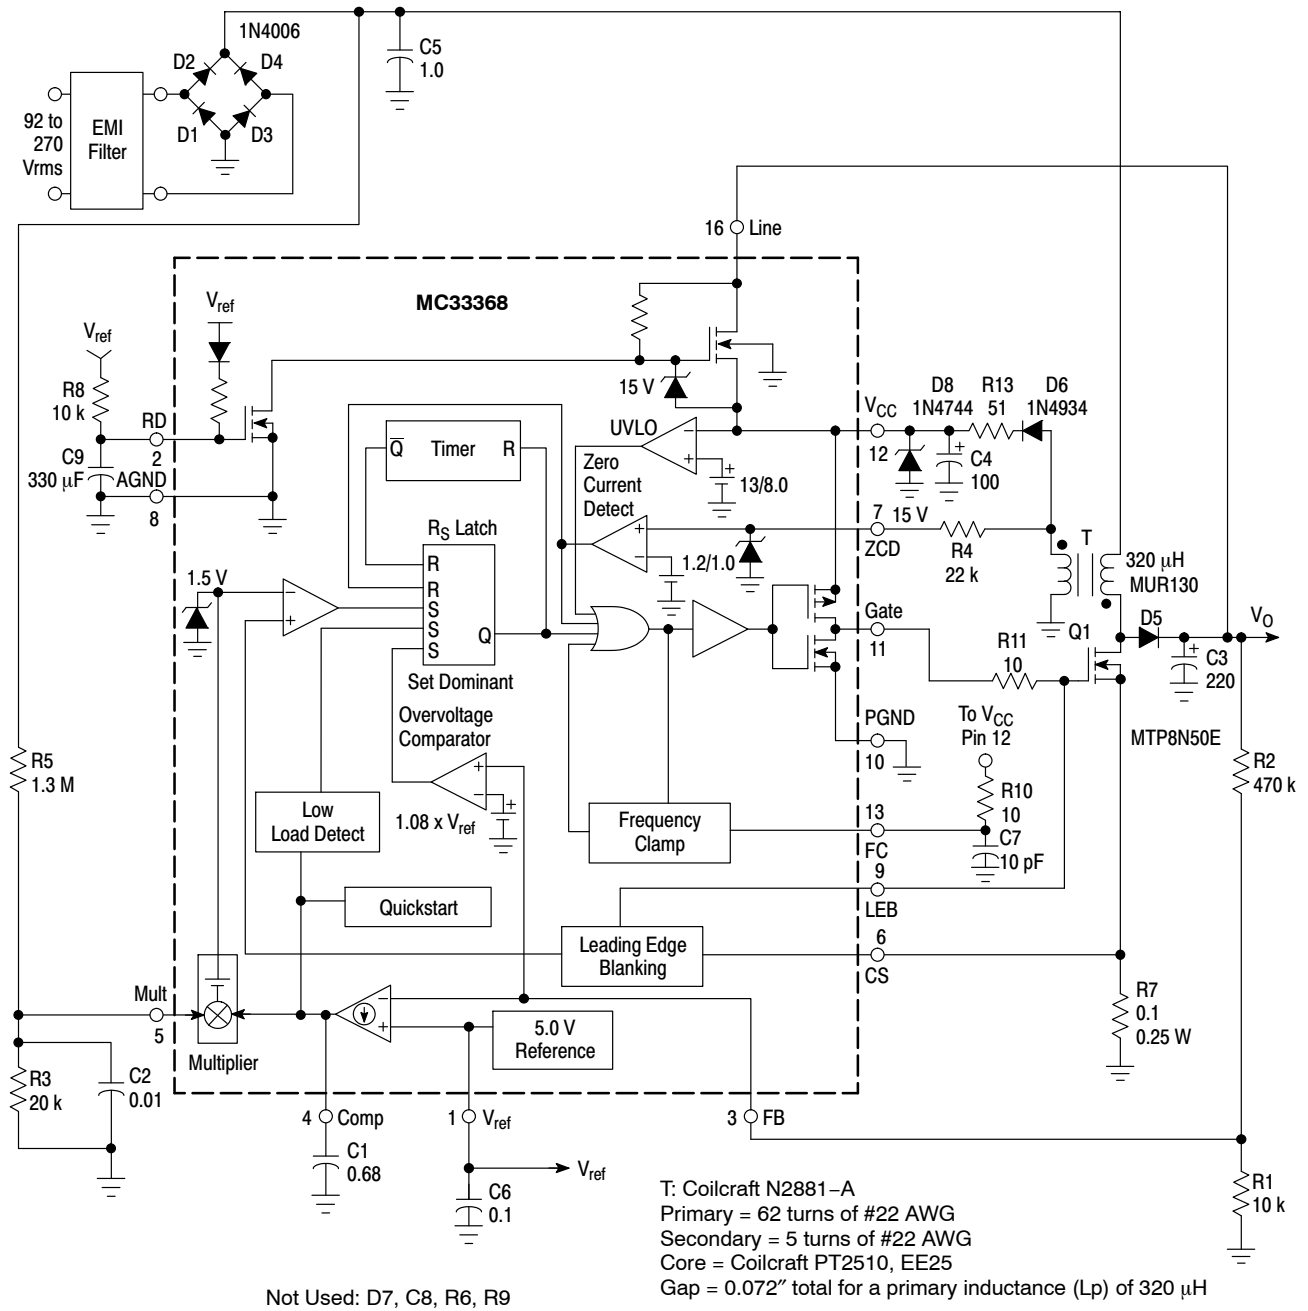 1N4006
C5
1.0
D2
D4
D1
D3
92 to
270
Vrms
EMI
Filter
16
Line
MC33368
Vref
Vref
R8
10 k
RD
2
C9
330 μF
AGND
8
15 V
UVLO
13/8.0
VCC
12
D8
1N4744
R13
51
D6
1N4934
C4
100
Q
Timer
R
Zero
Current
Detect
7
15 V
ZCD
R4
22 k
T
320 μH
MUR130
RS Latch
R
R
S
S
S
Q
Set Dominant
1.2/1.0
1.5 V
−
+
Gate
11
R11
10
Q1
D5
VO
C3
220
MTP8N50E
Overvoltage
Comparator
1.08 x Vref
PGND
10
To VCC
Pin 12
R10
10
C7
10 pF
R2
470 k
R5
1.3 M
Low
Load Detect
Frequency
Clamp
13
FC
9
LEB
Quickstart
Leading Edge
Blanking
6
CS
R7
0.1
0.25 W
Mult
5
Multiplier
5.0 V
Reference
R3
20 k
C2
0.01
4
Comp
1
Vref
3
FB
C1
0.68
Vref
C6
0.1
R1
10 k
T: Coilcraft N2881−A
Primary = 62 turns of #22 AWG
Secondary = 5 turns of #22 AWG
Core = Coilcraft PT2510, EE25
Gap = 0.072″ total for a primary inductance (Lp) of 320 μH
Not Used: D7, C8, R6, R9